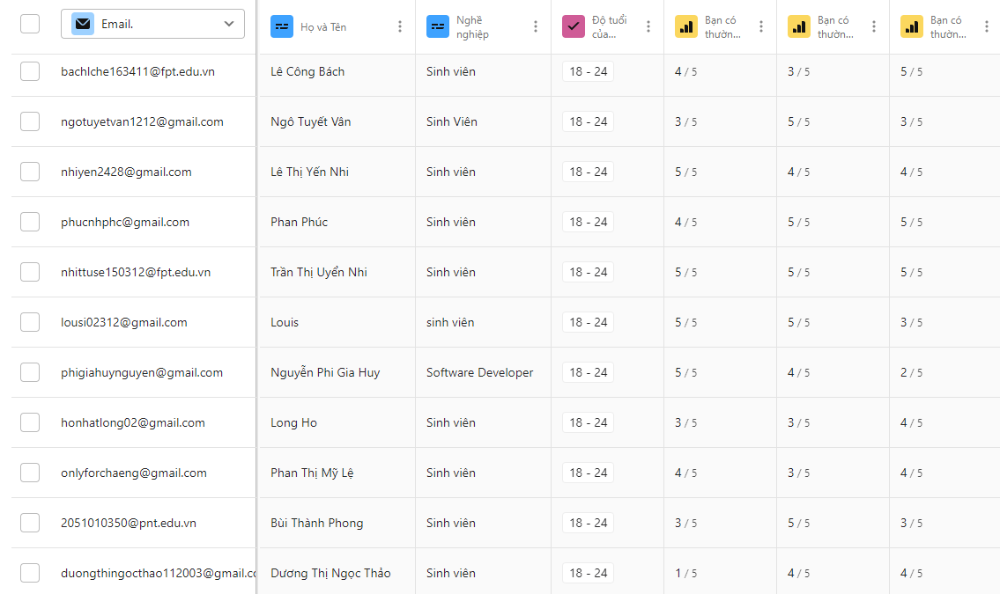 Email.
Họ và Tên
Nghề nghiệp
Độ tuổi của...
Bạn có thườn...
Bạn có thườn...
Bạn có thườn...
bachlche163411@fpt.edu.vn Lê Công Bách Sinh viên 18 - 24 4 / 5 3 / 5 5 / 5
ngotuyetvan1212@gmail.com Ngô Tuyết Vân Sinh Viên 18 - 24 3 / 5 5 / 5 3 / 5
nhiyen2428@gmail.com Lê Thị Yến Nhi Sinh viên 18 - 24 5 / 5 4 / 5 4 / 5
phucnhphc@gmail.com Phan Phúc Sinh viên 18 - 24 4 / 5 5 / 5 5 / 5
nhittuse150312@fpt.edu.vn Trần Thị Uyển Nhi Sinh viên 18 - 24 5 / 5 5 / 5 5 / 5
lousi02312@gmail.com Louis sinh viên 18 - 24 5 / 5 5 / 5 3 / 5
phigiahuynguyen@gmail.com Nguyễn Phi Gia Huy Software Developer 18 - 24 5 / 5 4 / 5 2 / 5
honhatlong02@gmail.com Long Ho Sinh viên 18 - 24 3 / 5 3 / 5 4 / 5
onlyforchaeng@gmail.com Phan Thị Mỹ Lệ Sinh viên 18 - 24 4 / 5 3 / 5 4 / 5
2051010350@pnt.edu.vn Bùi Thành Phong Sinh viên 18 - 24 3 / 5 5 / 5 3 / 5
duongthingocthao112003@gmail.co Dương Thị Ngọc Thảo Sinh viên 18 - 24 1 / 5 4 / 5 4 / 5